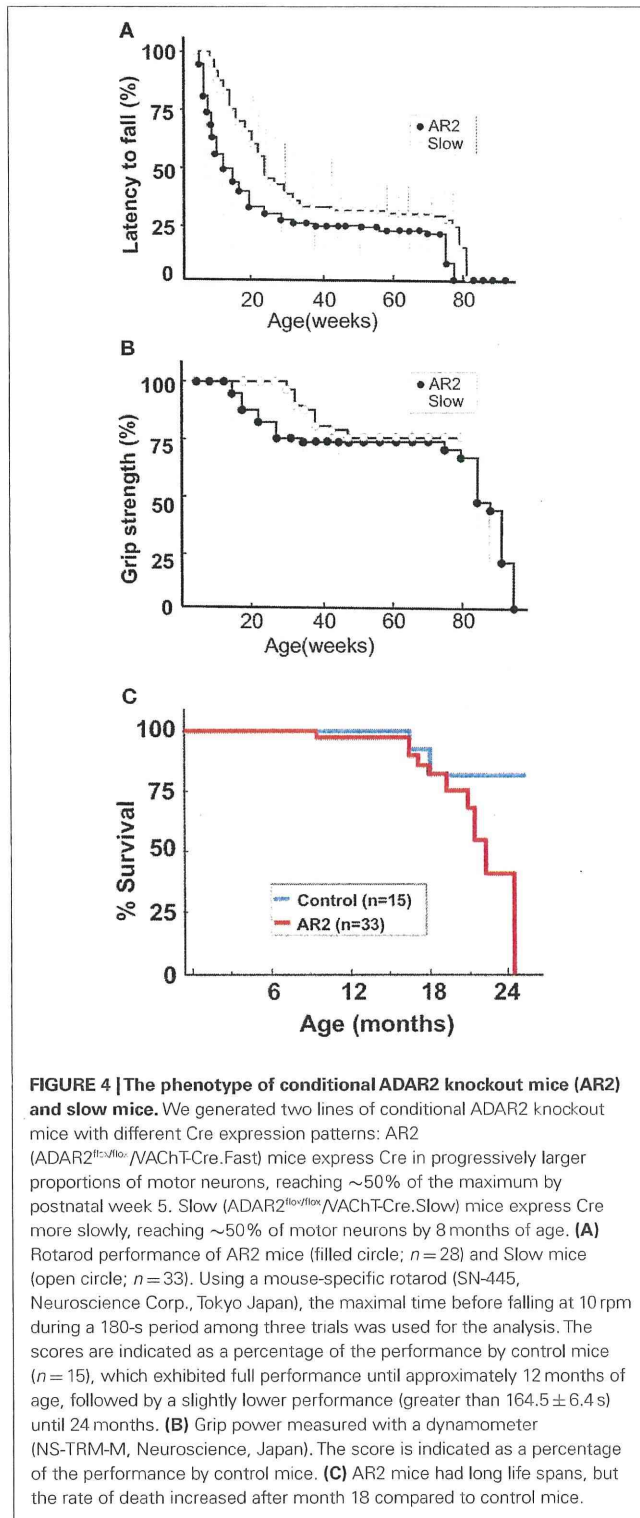 A
100
75
50
25
0
Latency to fall (%)
AR2
Slow
20 40 60 80
Age(weeks)
B
100
75
50
25
0
Grip strength (%)
AR2
Slow
20 40 60 80
Age(weeks)
C
100
75
50
25
0
% Survival
Control (n=15)
AR2 (n=33)
6 12 18 24
Age (months)
FIGURE 4 | The phenotype of conditional ADAR2 knockout mice (AR2)
and slow mice. We generated two lines of conditional ADAR2 knockout
mice with different Cre expression patterns: AR2
(ADAR2flox/flox/VAChT-Cre.Fast) mice express Cre in progressively larger
proportions of motor neurons, reaching ~50% of the maximum by
postnatal week 5. Slow (ADAR2flox/flox/VAChT-Cre.Slow) mice express Cre
more slowly, reaching ~50% of motor neurons by 8 months of age. (A)
Rotarod performance of AR2 mice (filled circle; n = 28) and Slow mice
(open circle; n = 33). Using a mouse-specific rotarod (SN-445,
Neuroscience Corp., Tokyo Japan), the maximal time before falling at 10 rpm
during a 180-s period among three trials was used for the analysis. The
scores are indicated as a percentage of the performance by control mice
(n = 15), which exhibited full performance until approximately 12 months of
age, followed by a slightly lower performance (greater than 164.5 ± 6.4 s)
until 24 months. (B) Grip power measured with a dynamometer
(NS-TRM-M, Neuroscience, Japan). The score is indicated as a percentage
of the performance by control mice. (C) AR2 mice had long life spans, but
the rate of death increased after month 18 compared to control mice.